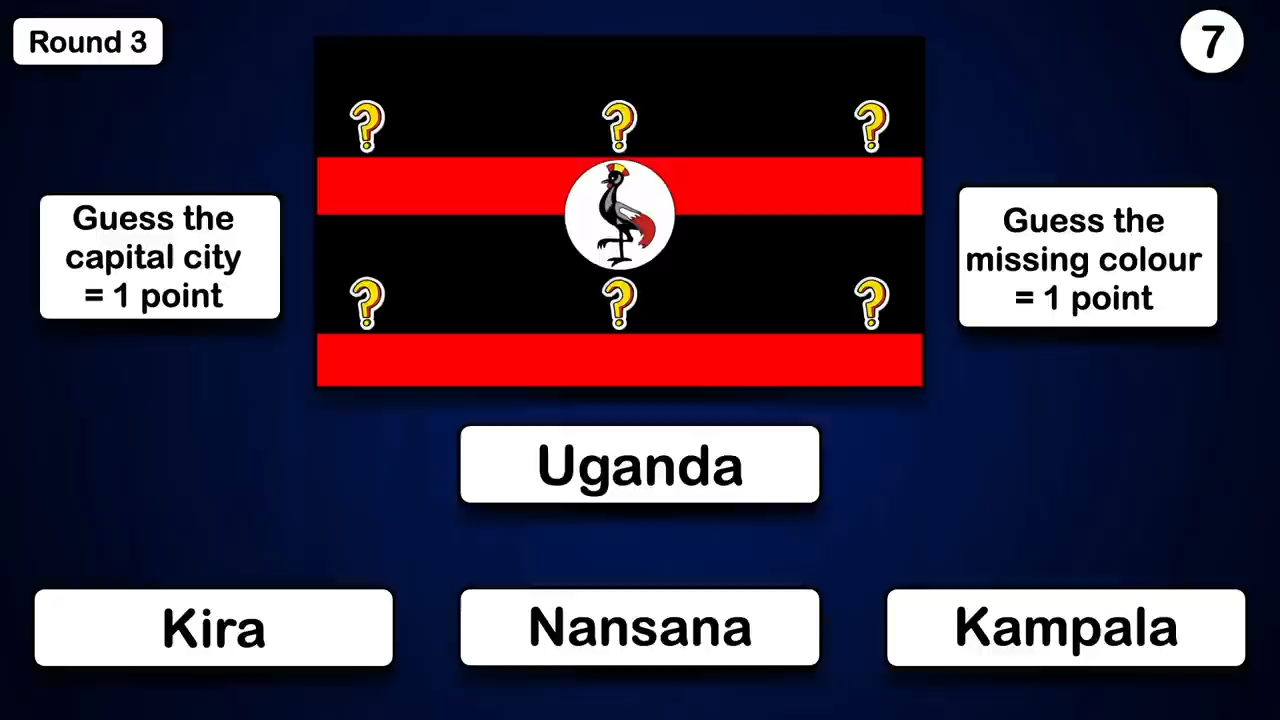 Round 3
7
? ? ?
Guess the
capital city
= 1 point
Guess the
missing colour
= 1 point
? ? ?
Uganda
Kira
Nansana
Kampala